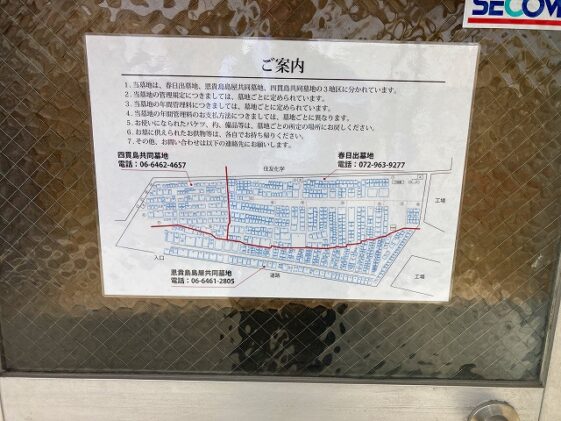 SECOM
ご案内
1. 当墓地は、春日出墓地、恩貴島島屋共同墓地、四貫島共同墓地の3地区に分かれています。
2. 当墓地の管理規定につきましては、墓地ごとに定められています。
3. 当墓地の年間管理料につきましては、墓地ごとに定められています。
4. 当墓地の年間管理料のお支払方法につきましては、墓地ごとに異なります。
5. お使いになられたバケツ、杓、備品等は、墓地ごとの所定の場所にお戻しください。
6. お墓に供えられたお供物等は、各自でお持ち帰りください。
7. その他、お問い合わせは以下の連絡先にお願いします。
四貫島共同墓地
電話：06-6462-4657
住友化学
春日出墓地
電話：072-963-9277
工場
入口
恩貴島島屋共同墓地
電話：06-6461-2805
道路
工場